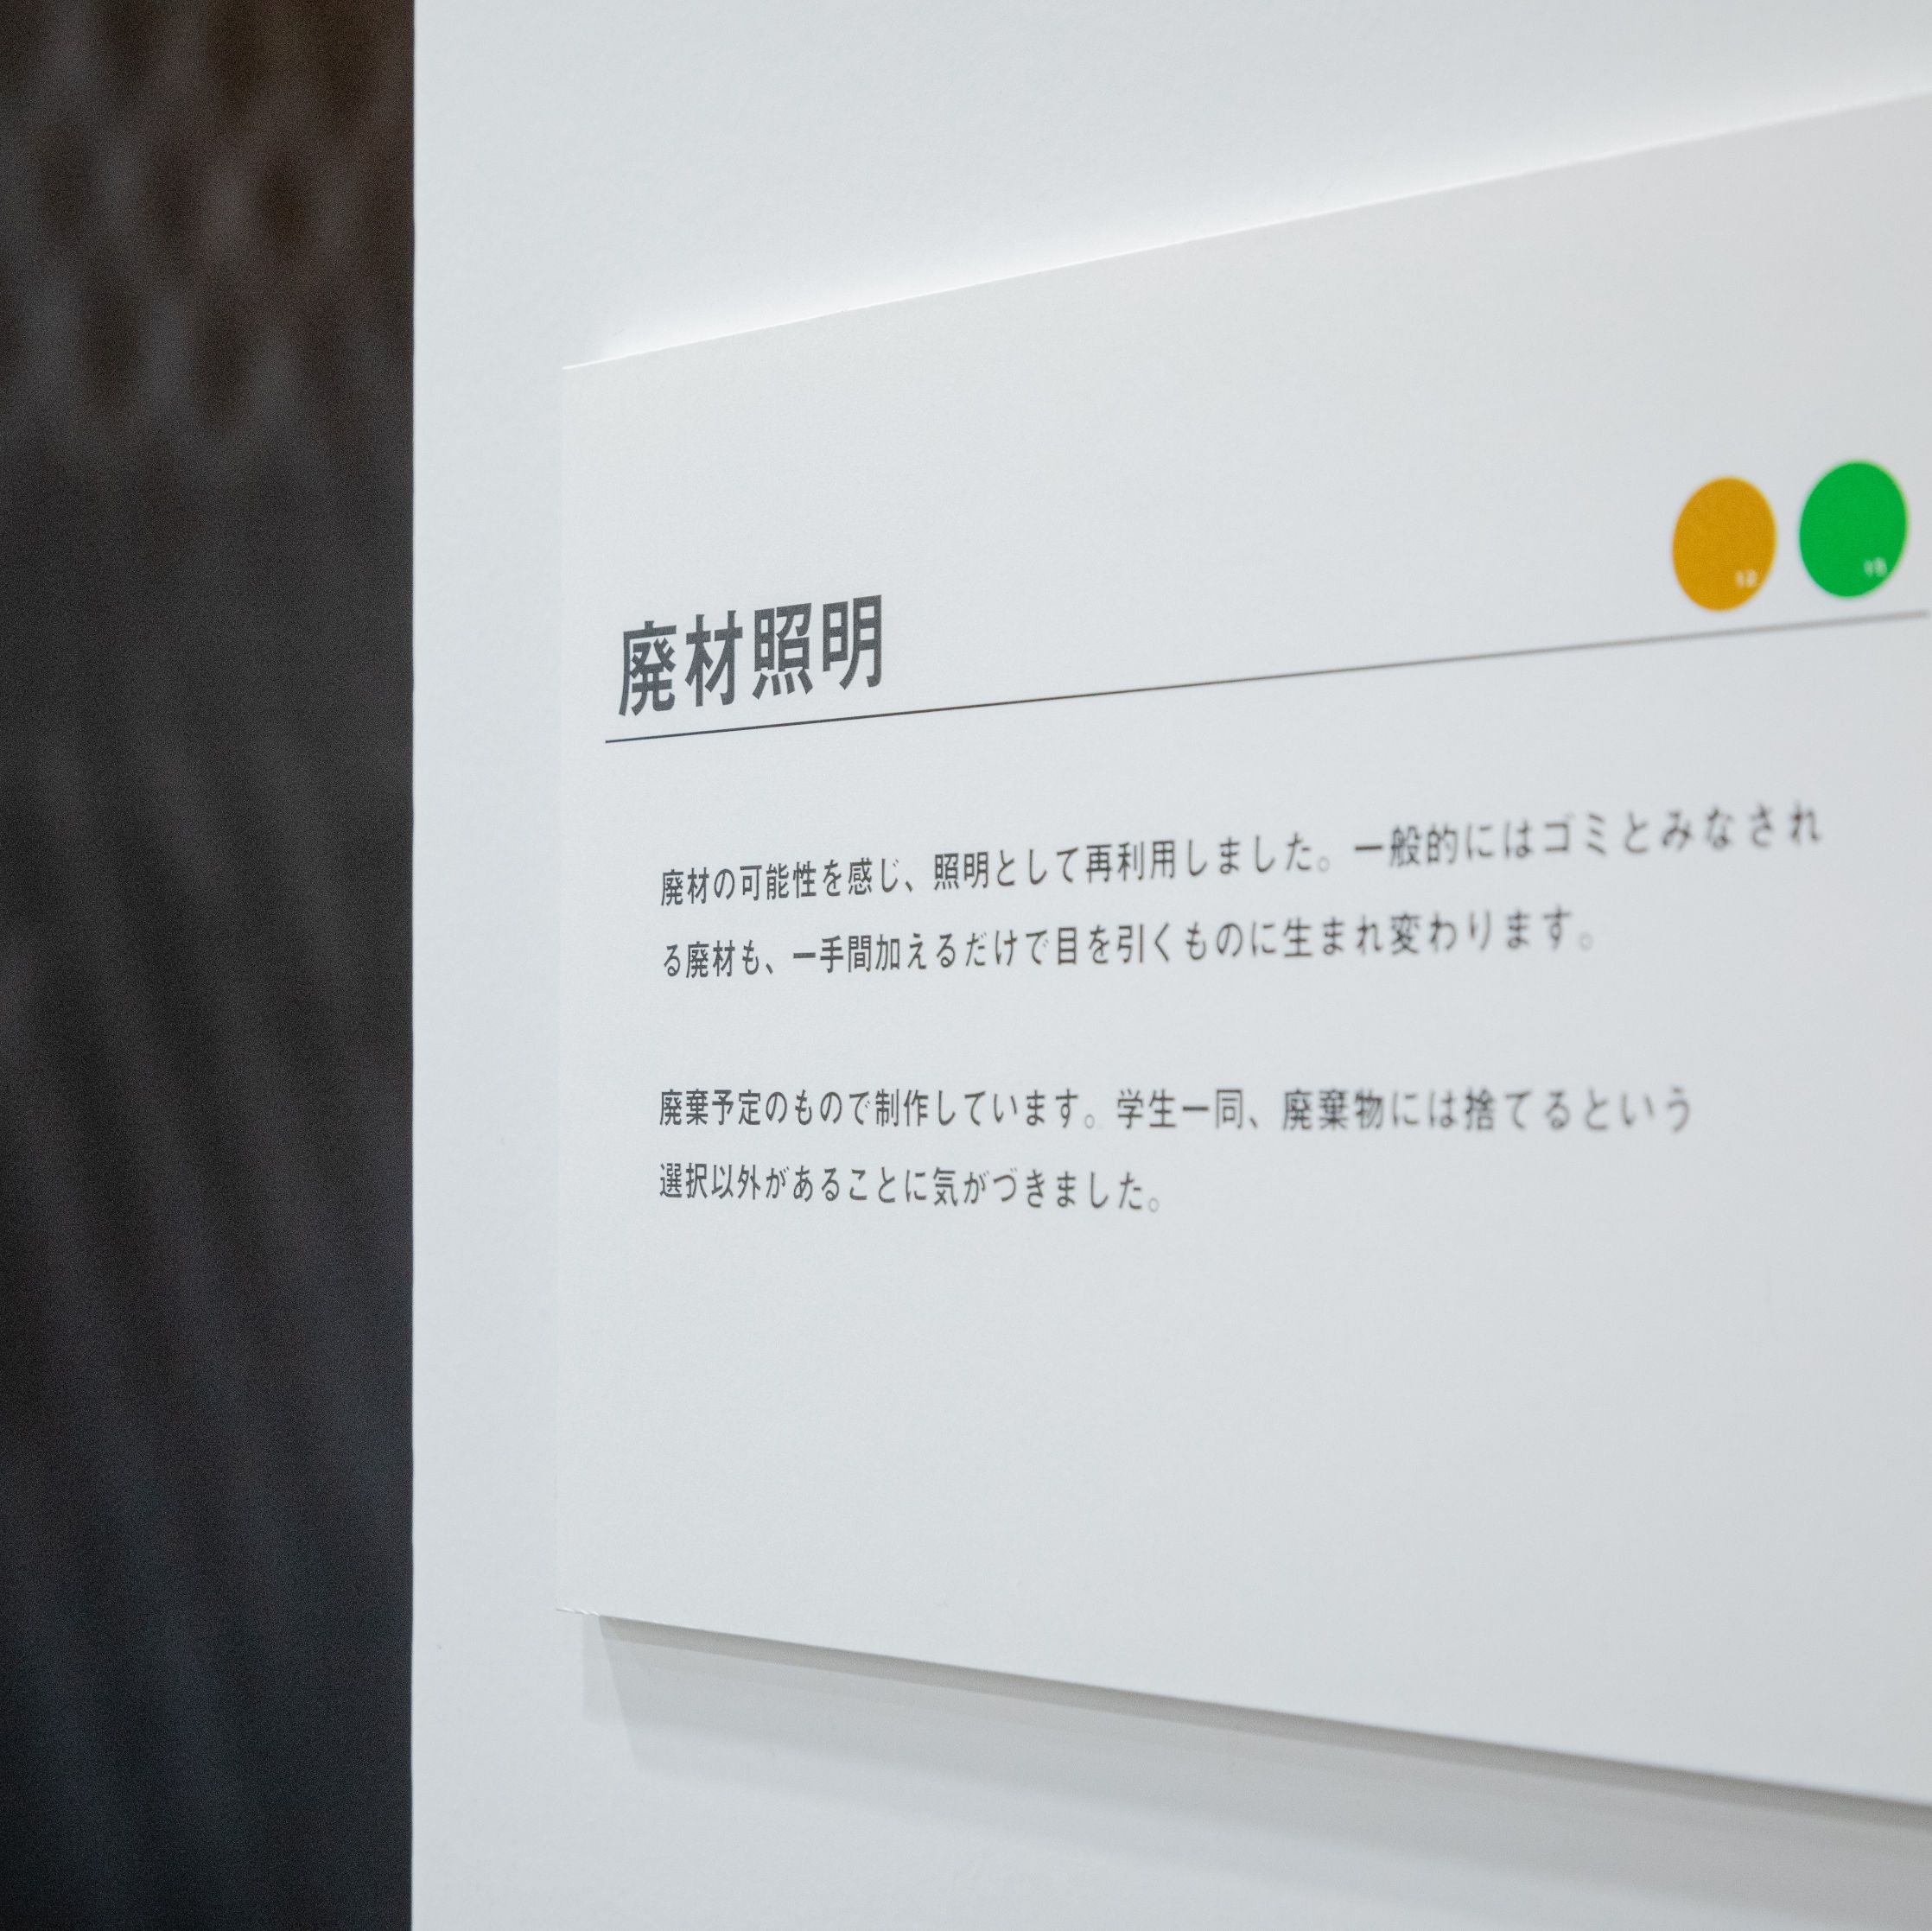 12 15
廃材照明
廃材の可能性を感じ、照明として再利用しました。一般的にはゴミとみなされ
る廃材も、一手間加えるだけで目を引くものに生まれ変わります。
廃棄予定のもので制作しています。学生一同、廃棄物には捨てるという
選択以外があることに気がづきました。